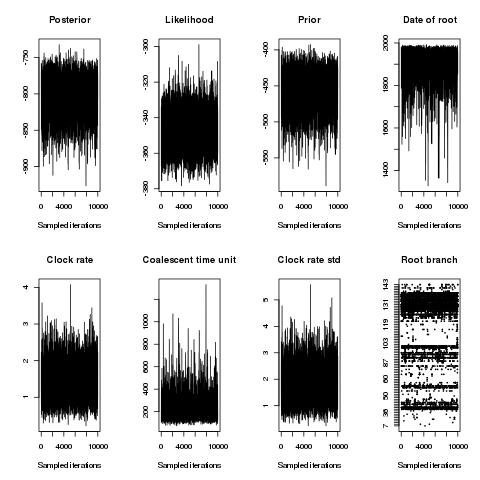 Posterior
Likelihood
Prior
Date of root
-750
-800
-850
-900
0 4000 10000
Sampled iterations
-300
-320
-340
-360
-380
0 4000 10000
Sampled iterations
-400
-450
-500
-550
0 4000 10000
Sampled iterations
2000
1800
1600
1400
0 4000 10000
Sampled iterations
Clock rate
Coalescent time unit
Clock rate std
Root branch
4
3
2
1
0 4000 10000
Sampled iterations
1000
800
600
400
200
0 4000 10000
Sampled iterations
5
4
3
2
1
0 4000 10000
Sampled iterations
143
131
119
103
87
60
50
38
7
0 4000 10000
Sampled iterations